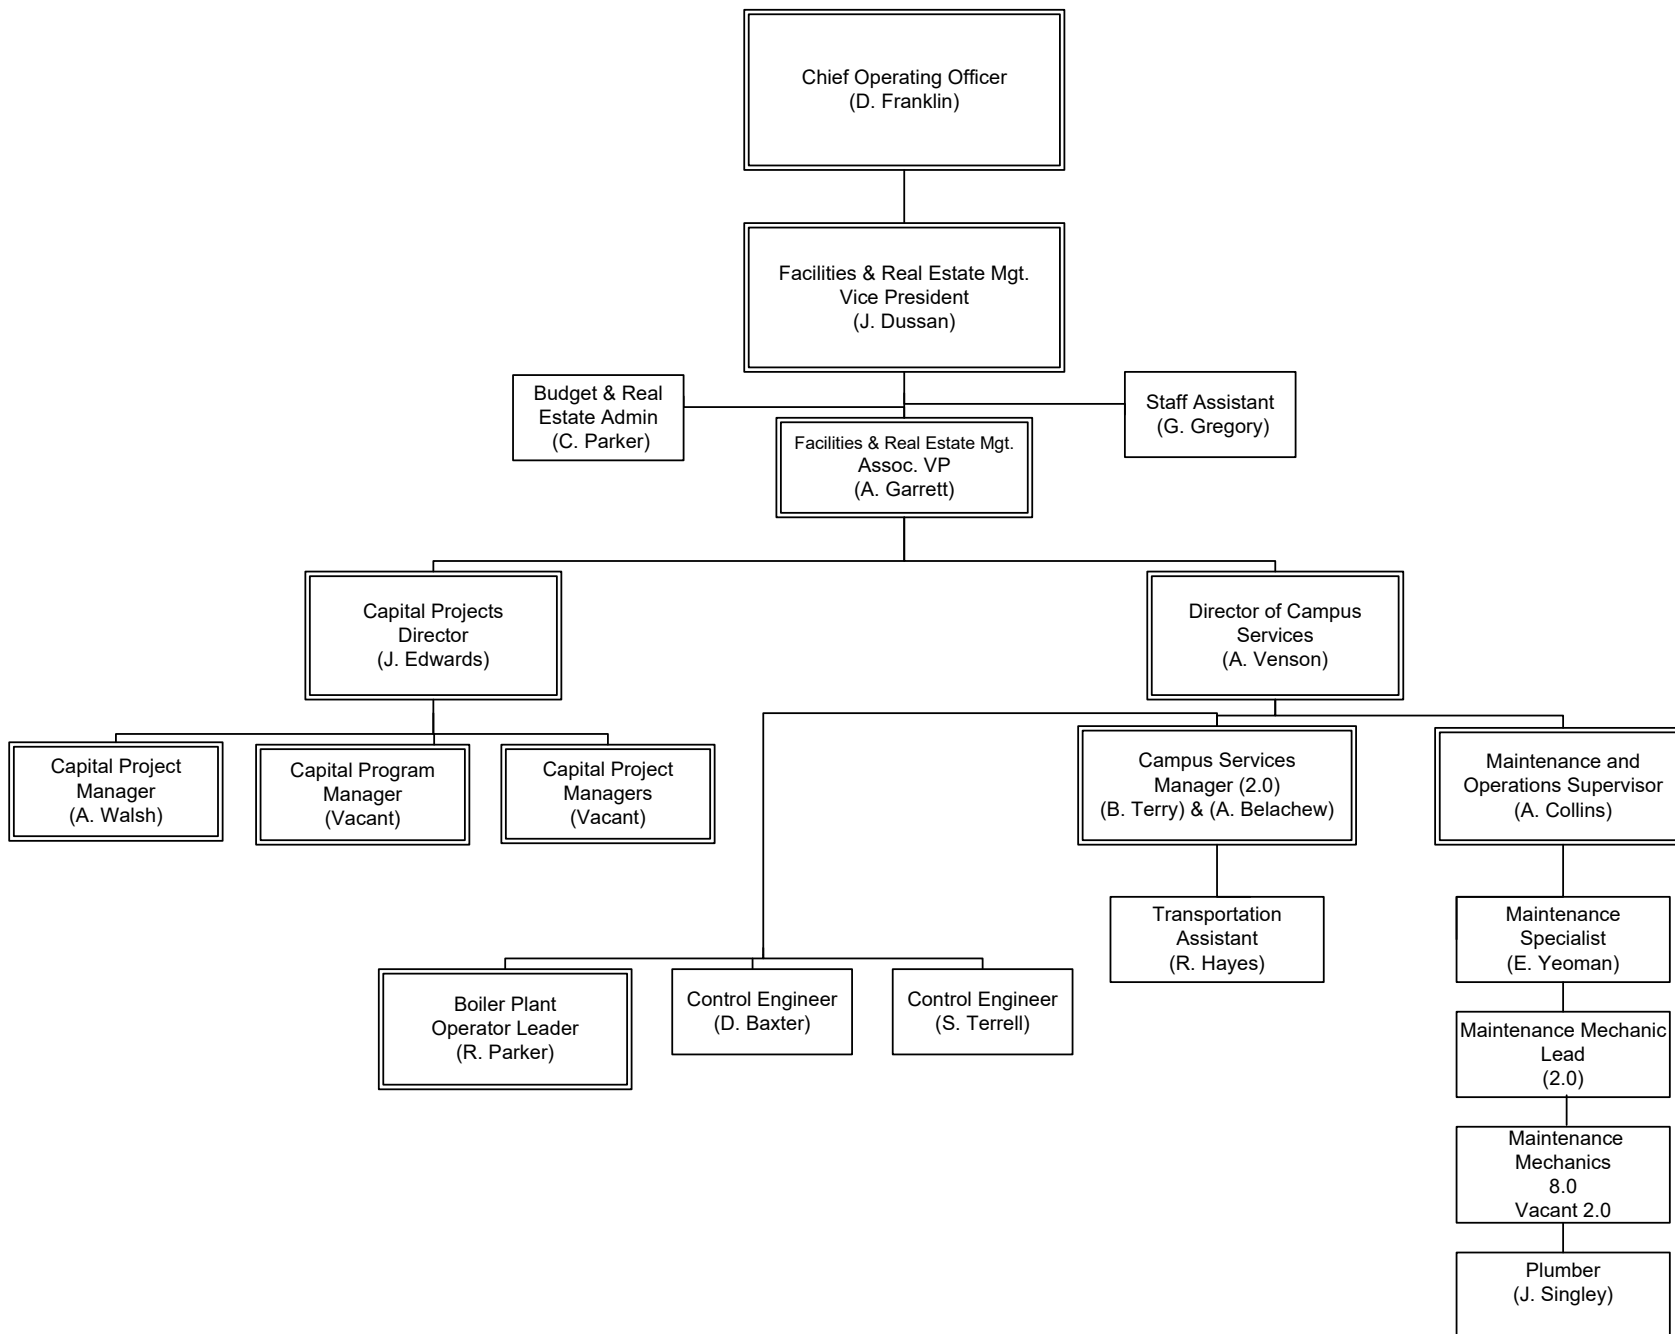 Chief Operating Officer
(D. Franklin)
Facilities & Real Estate Mgt.
Vice President
(J. Dussan)
Budget & Real
Estate Admin
(C. Parker)
Staff Assistant
(G. Gregory)
Facilities & Real Estate Mgt.
Assoc. VP
(A. Garrett)
Capital Projects
Director
(J. Edwards)
Director of Campus
Services
(A. Venson)
Capital Project
Manager
(A. Walsh)
Capital Program
Manager
(Vacant)
Capital Project
Managers
(Vacant)
Campus Services
Manager (2.0)
(B. Terry) & (A. Belachew)
Maintenance and
Operations Supervisor
(A. Collins)
Transportation
Assistant
(R. Hayes)
Maintenance
Specialist
(E. Yeoman)
Boiler Plant
Operator Leader
(R. Parker)
Control Engineer
(D. Baxter)
Control Engineer
(S. Terrell)
Maintenance Mechanic
Lead
(2.0)
Maintenance
Mechanics
8.0
Vacant 2.0
Plumber
(J. Singley)